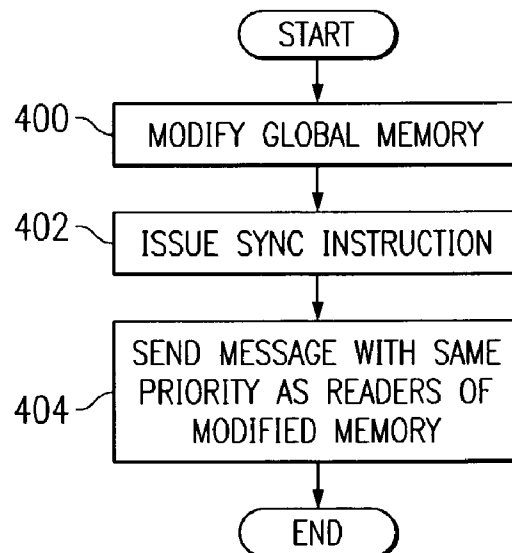 START
400
MODIFY GLOBAL MEMORY
402
ISSUE SYNC INSTRUCTION
404
SEND MESSAGE WITH SAME
PRIORITY AS READERS OF
MODIFIED MEMORY
END